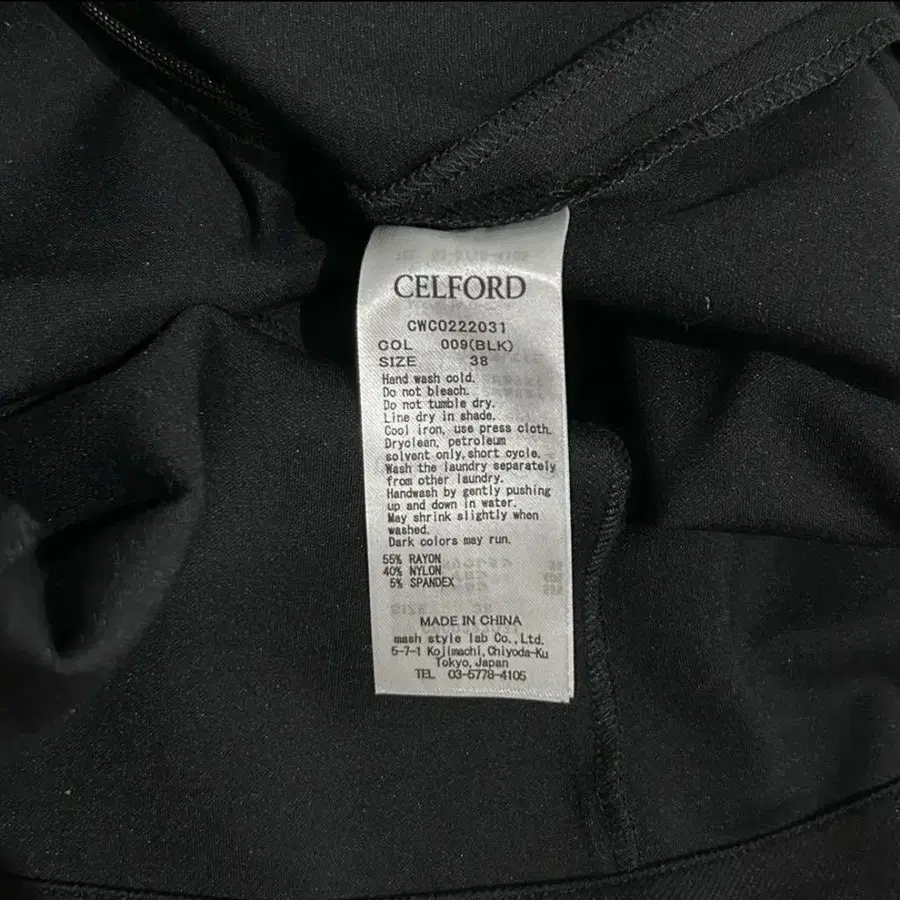 CELFORD
CWC0222031
COL 009(BLK)
SIZE 38
Hand wash cold.
Do not bleach.
Do not tumble dry.
Line dry in shade.
Cool iron, use press cloth.
Dryclean, petroleum
solvent only, short cycle.
Wash the laundry separately
from other laundry.
Handwash by gently pushing
up and down in water.
May shrink slightly when
washed.
Dark colors may run.
55% RAYON
40% NYLON
5% SPANDEX
MADE IN CHINA
mash style lab Co.,Ltd.
5-7-1 Kojimachi,Chiyoda-Ku
Tokyo,Japan
TEL 03-5778-4105